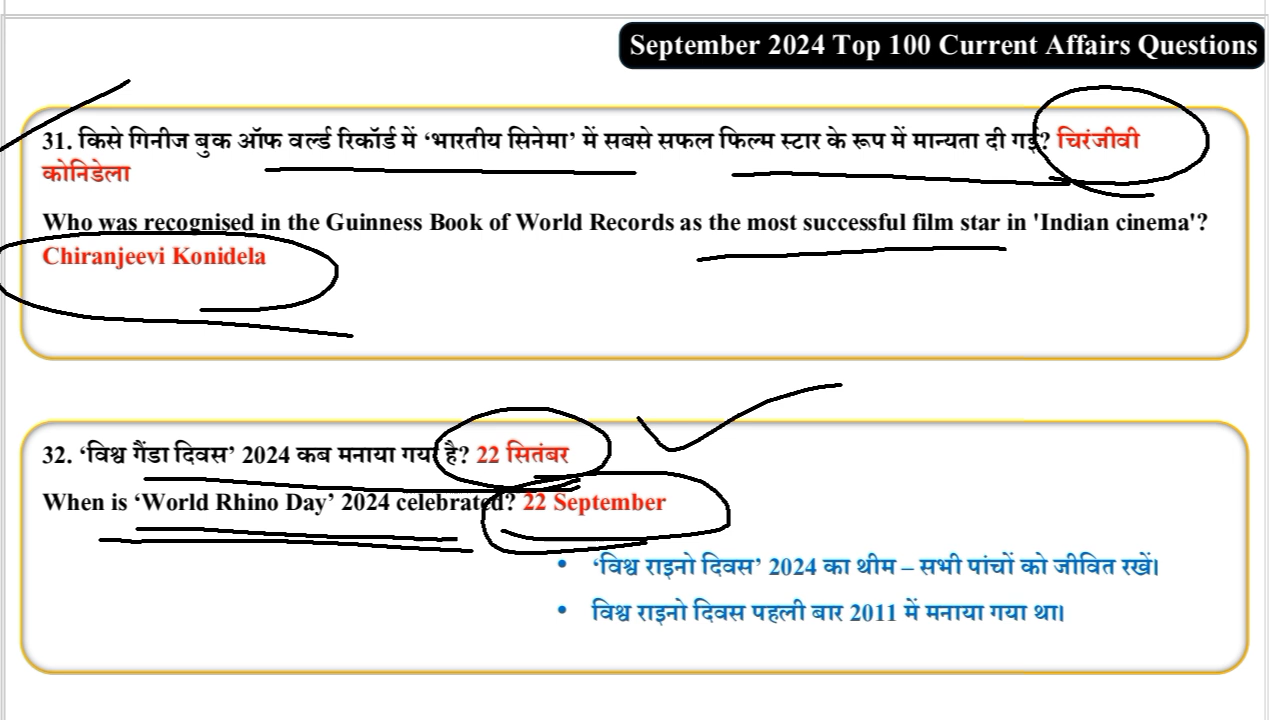 September 2024 Top 100 Current Affairs Questions
31. किसे गिनीज बुक ऑफ वर्ल्ड रिकॉर्ड में ‘भारतीय सिनेमा’ में सबसे सफल फिल्म स्टार के रूप में मान्यता दी गई? चिरंजीवी
कोनिडेला
Who was recognised in the Guinness Book of World Records as the most successful film star in 'Indian cinema'?
Chiranjeevi Konidela
32. ‘विश्व गैंडा दिवस’ 2024 कब मनाया गया है? 22 सितंबर
When is ‘World Rhino Day’ 2024 celebrated? 22 September
• ‘विश्व राइनो दिवस’ 2024 का थीम – सभी पांचों को जीवित रखें।
• विश्व राइनो दिवस पहली बार 2011 में मनाया गया था।